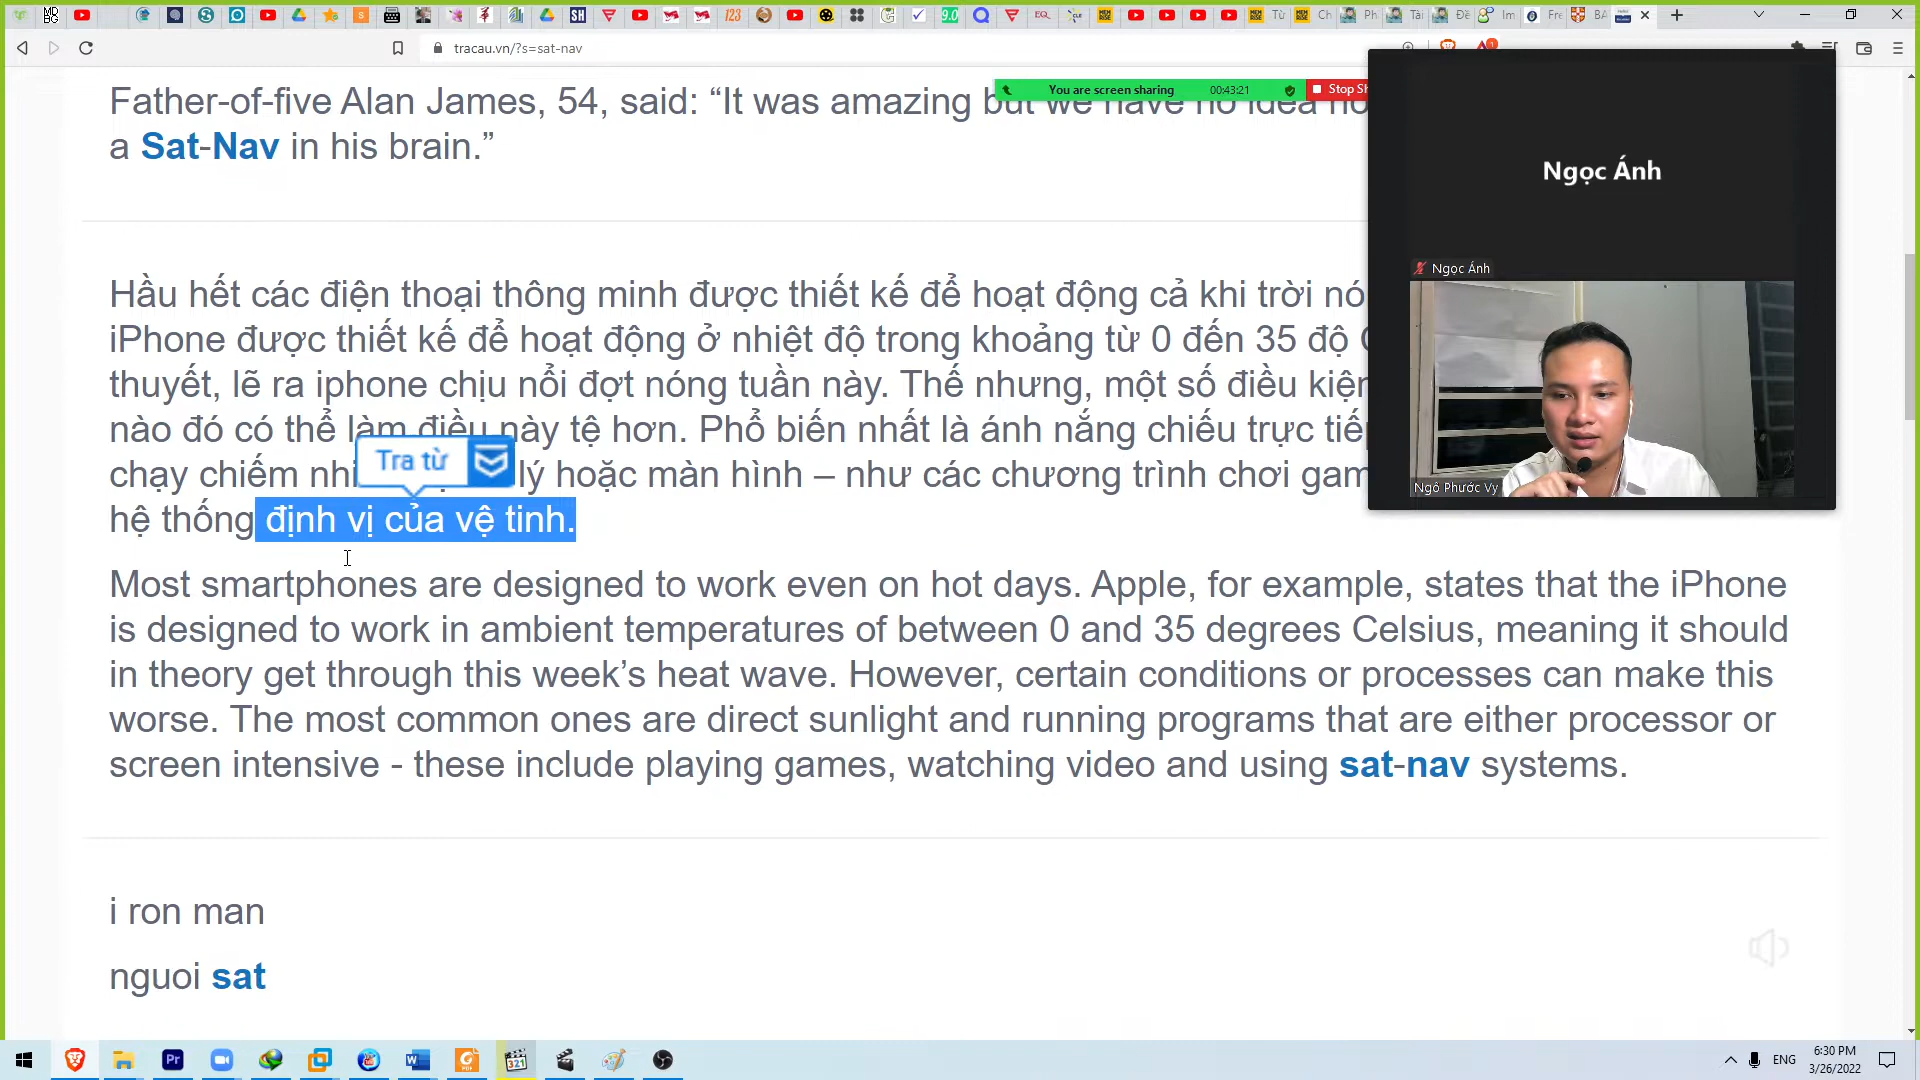 tracau.vn/?s=sat-nav
You are screen sharing 00:43:21 Stop Sh
Father-of-five Alan James, 54, said: “It was amazing but we have no idea
a Sat-Nav in his brain.”
Ngọc Ánh
Ngọc Ánh
Hầu hết các điện thoại thông minh được thiết kế để hoạt động cả khi trời
iPhone được thiết kế để hoạt động ở nhiệt độ trong khoảng từ 0 đến 35 độ
thuyết, lẽ ra iphone chịu nổi đợt nóng tuần này. Thế nhưng, một số điều kiện
nào đó có thể làm điều này tệ hơn. Phổ biến nhất là ánh nắng chiếu trực tiếp
Tra từ
chạy chiếm lý hoặc màn hình – như các chương trình chơi gam
Ngô Phước Vy
hệ thống định vị của vệ tinh.
Most smartphones are designed to work even on hot days. Apple, for example, states that the iPhone
is designed to work in ambient temperatures of between 0 and 35 degrees Celsius, meaning it should
in theory get through this week’s heat wave. However, certain conditions or processes can make this
worse. The most common ones are direct sunlight and running programs that are either processor or
screen intensive - these include playing games, watching video and using sat-nav systems.
i ron man
nguoi sat
ENG
6:30 PM
3/26/2022